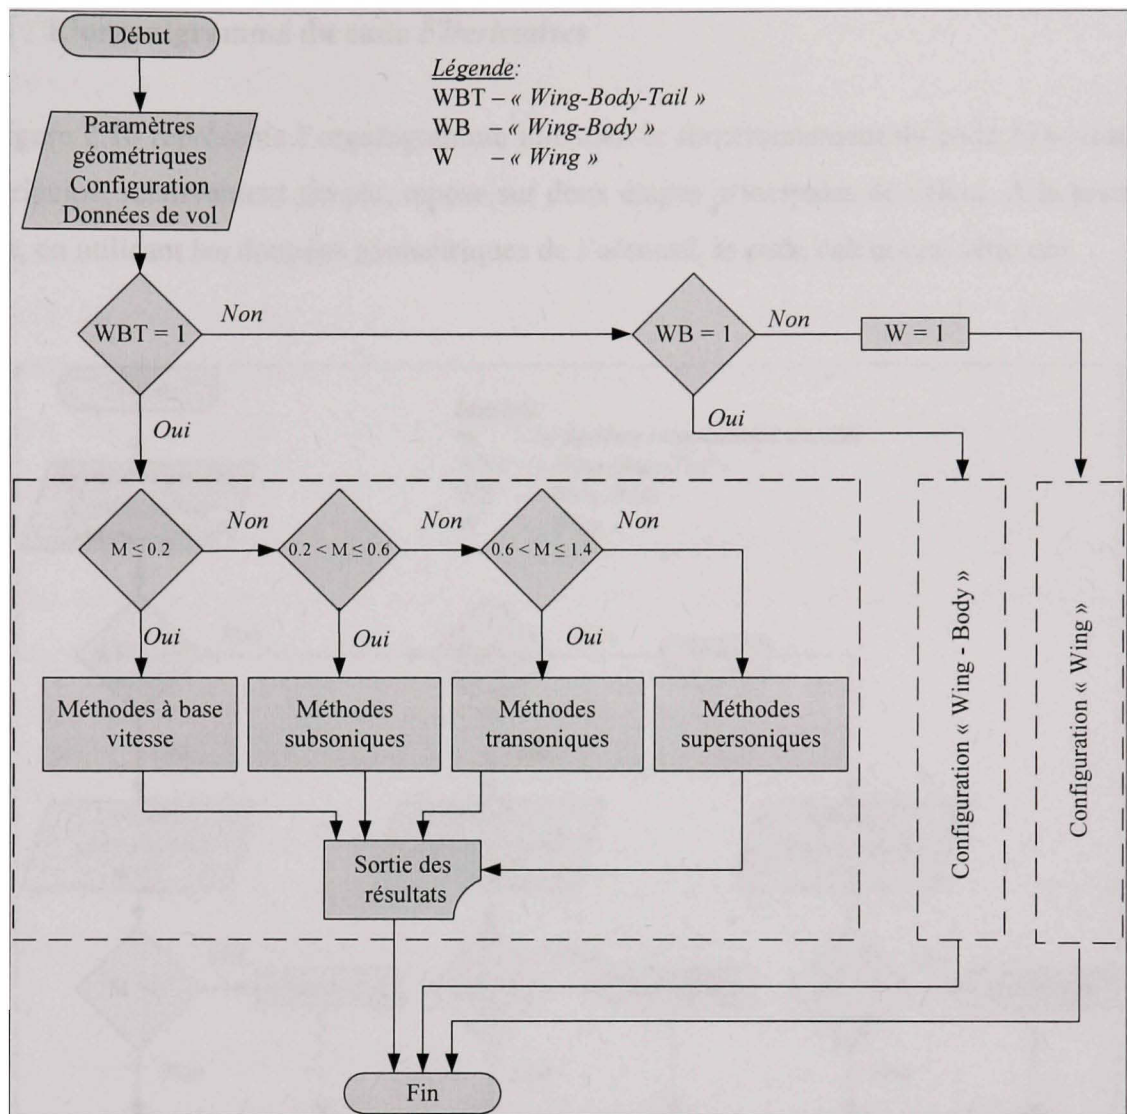 Début
Légende:
WBT – « Wing-Body-Tail »
WB – « Wing-Body »
W – « Wing »
Paramètres
géométriques
Configuration
Données de vol
WBT = 1
Non
WB = 1
Non
W = 1
Oui
Oui
M ≤ 0.2
Non
0.2 < M ≤ 0.6
Non
0.6 < M ≤ 1.4
Non
Oui
Oui
Oui
Méthodes à base
vitesse
Méthodes
subsoniques
Méthodes
transoniques
Méthodes
supersoniques
Configuration « Wing - Body »
Configuration « Wing »
Sortie des
résultats
Fin